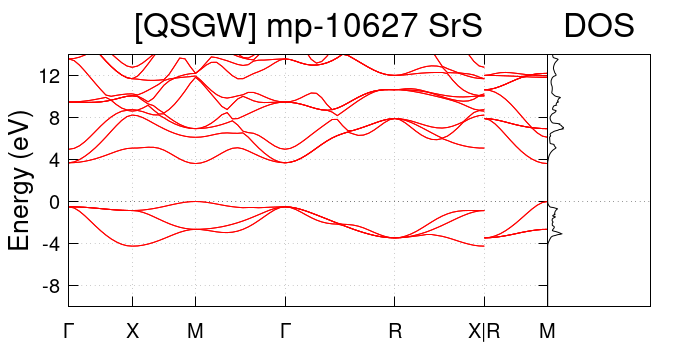 [QSGW] mp-10627 SrS DOS
Energy (eV)
12
8
4
0
-4
-8
Γ X M Γ R X|R M